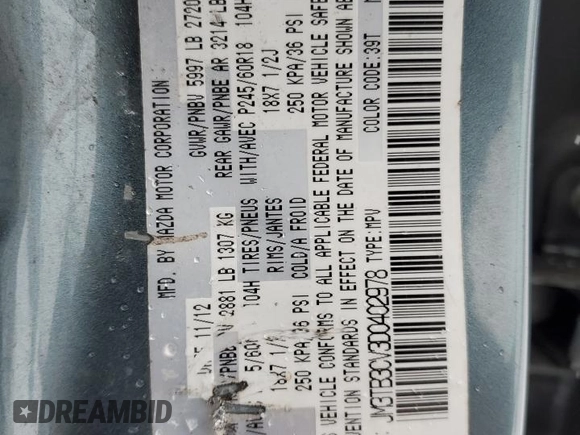 MFD. BY MAZDA MOTOR CORPORATION
11/12 GVWR/PNBV 5997 LB 2720
2881 LB 1307 KG REAR GAWR/PNBE AR 3214 LB
104H TIRES/PNEUS WITH/AVEC P245/60R18 104H
RIMS/JANTES 18X7 1/2J
250 KPA/36 PSI COLD/A FROID 250 KPA/36 PSI
VEHICLE CONFORMS TO ALL APPLICABLE FEDERAL MOTOR VEHICLE
STANDARDS IN EFFECT ON THE DATE OF MANUFACTURE SHOWN
JM3TB3CV3D0402978 TYPE: MPV COLOR CODE: 39T
DREAMBID